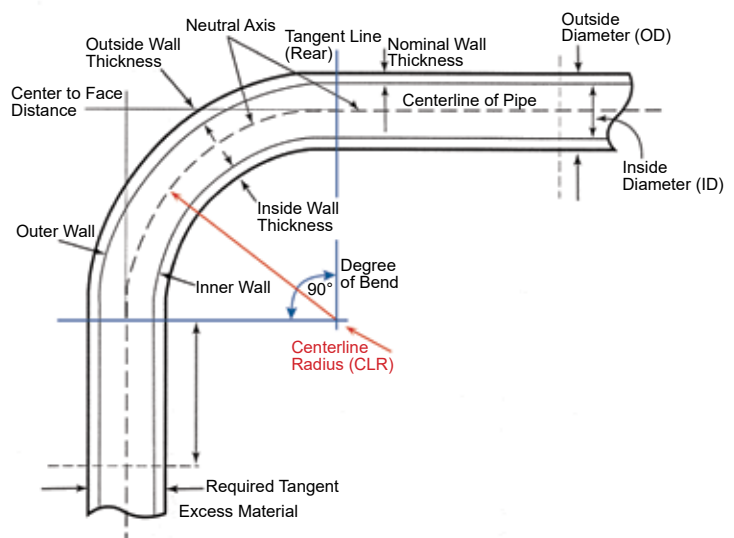 Neutral Axis
Outside Wall
Thickness
Tangent Line
(Rear)
Nominal Wall
Thickness
Outside
Diameter (OD)
Center to Face
Distance
Centerline of Pipe
Inside
Diameter (ID)
Inside Wall
Thickness
Outer Wall
Inner Wall
90°
Degree
of Bend
Centerline
Radius (CLR)
Required Tangent
Excess Material